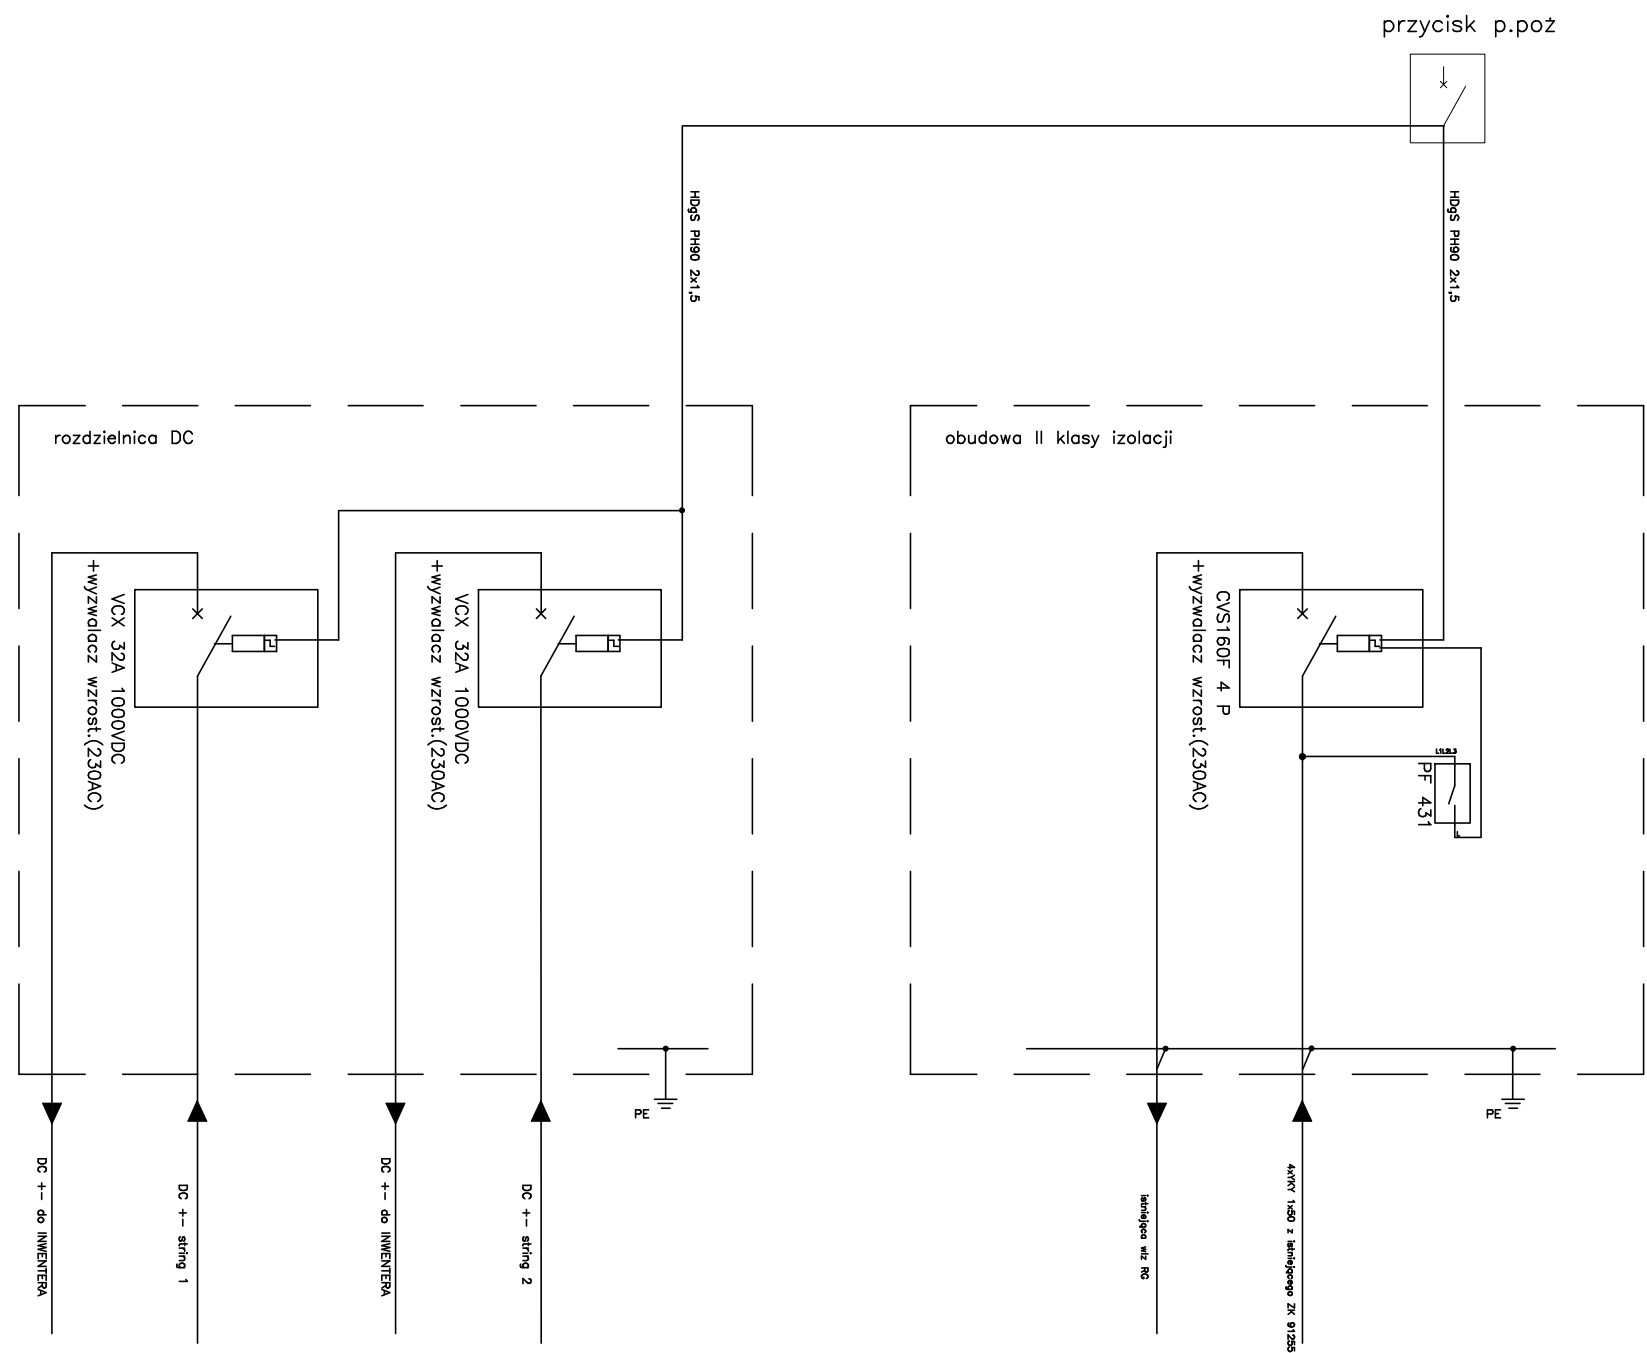 przycisk p.poż
HDgS PH90 2x1,5
HDgS PH90 2x1,5
rozdzielnica DC
obudowa II klasy izolacji
VCX 32A 1000VDC
+wyzwalacz wzrost.(230AC)
VCX 32A 1000VDC
+wyzwalacz wzrost.(230AC)
CVS160F 4 P
+wyzwalacz wzrost.(230AC)
L1L2L3
PF 431
L
PE
PE
DC +- do INWENTERA
DC +- string 1
DC +- do INWENTERA
DC +- string 2
istniejąca wlz RG
4xYKY 1x50 z istniejącego ZK 91255